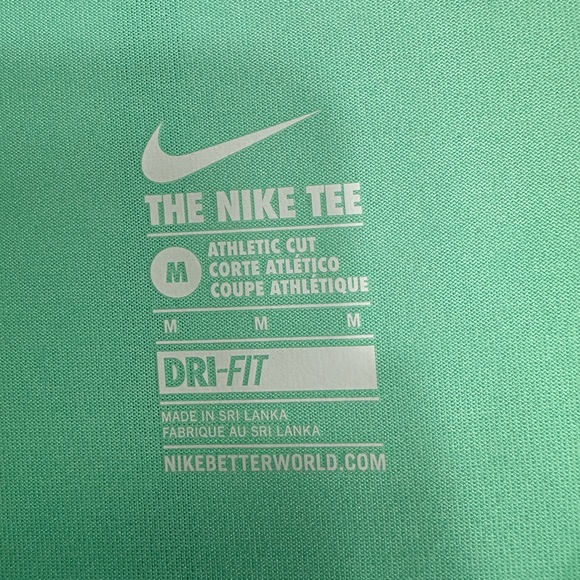 THE NIKE TEE
M
ATHLETIC CUT
CORTE ATLÉTICO
COUPE ATHLÉTIQUE
M M M
DRI-FIT
MADE IN SRI LANKA
FABRIQUE AU SRI LANKA
NIKEBETTERWORLD.COM